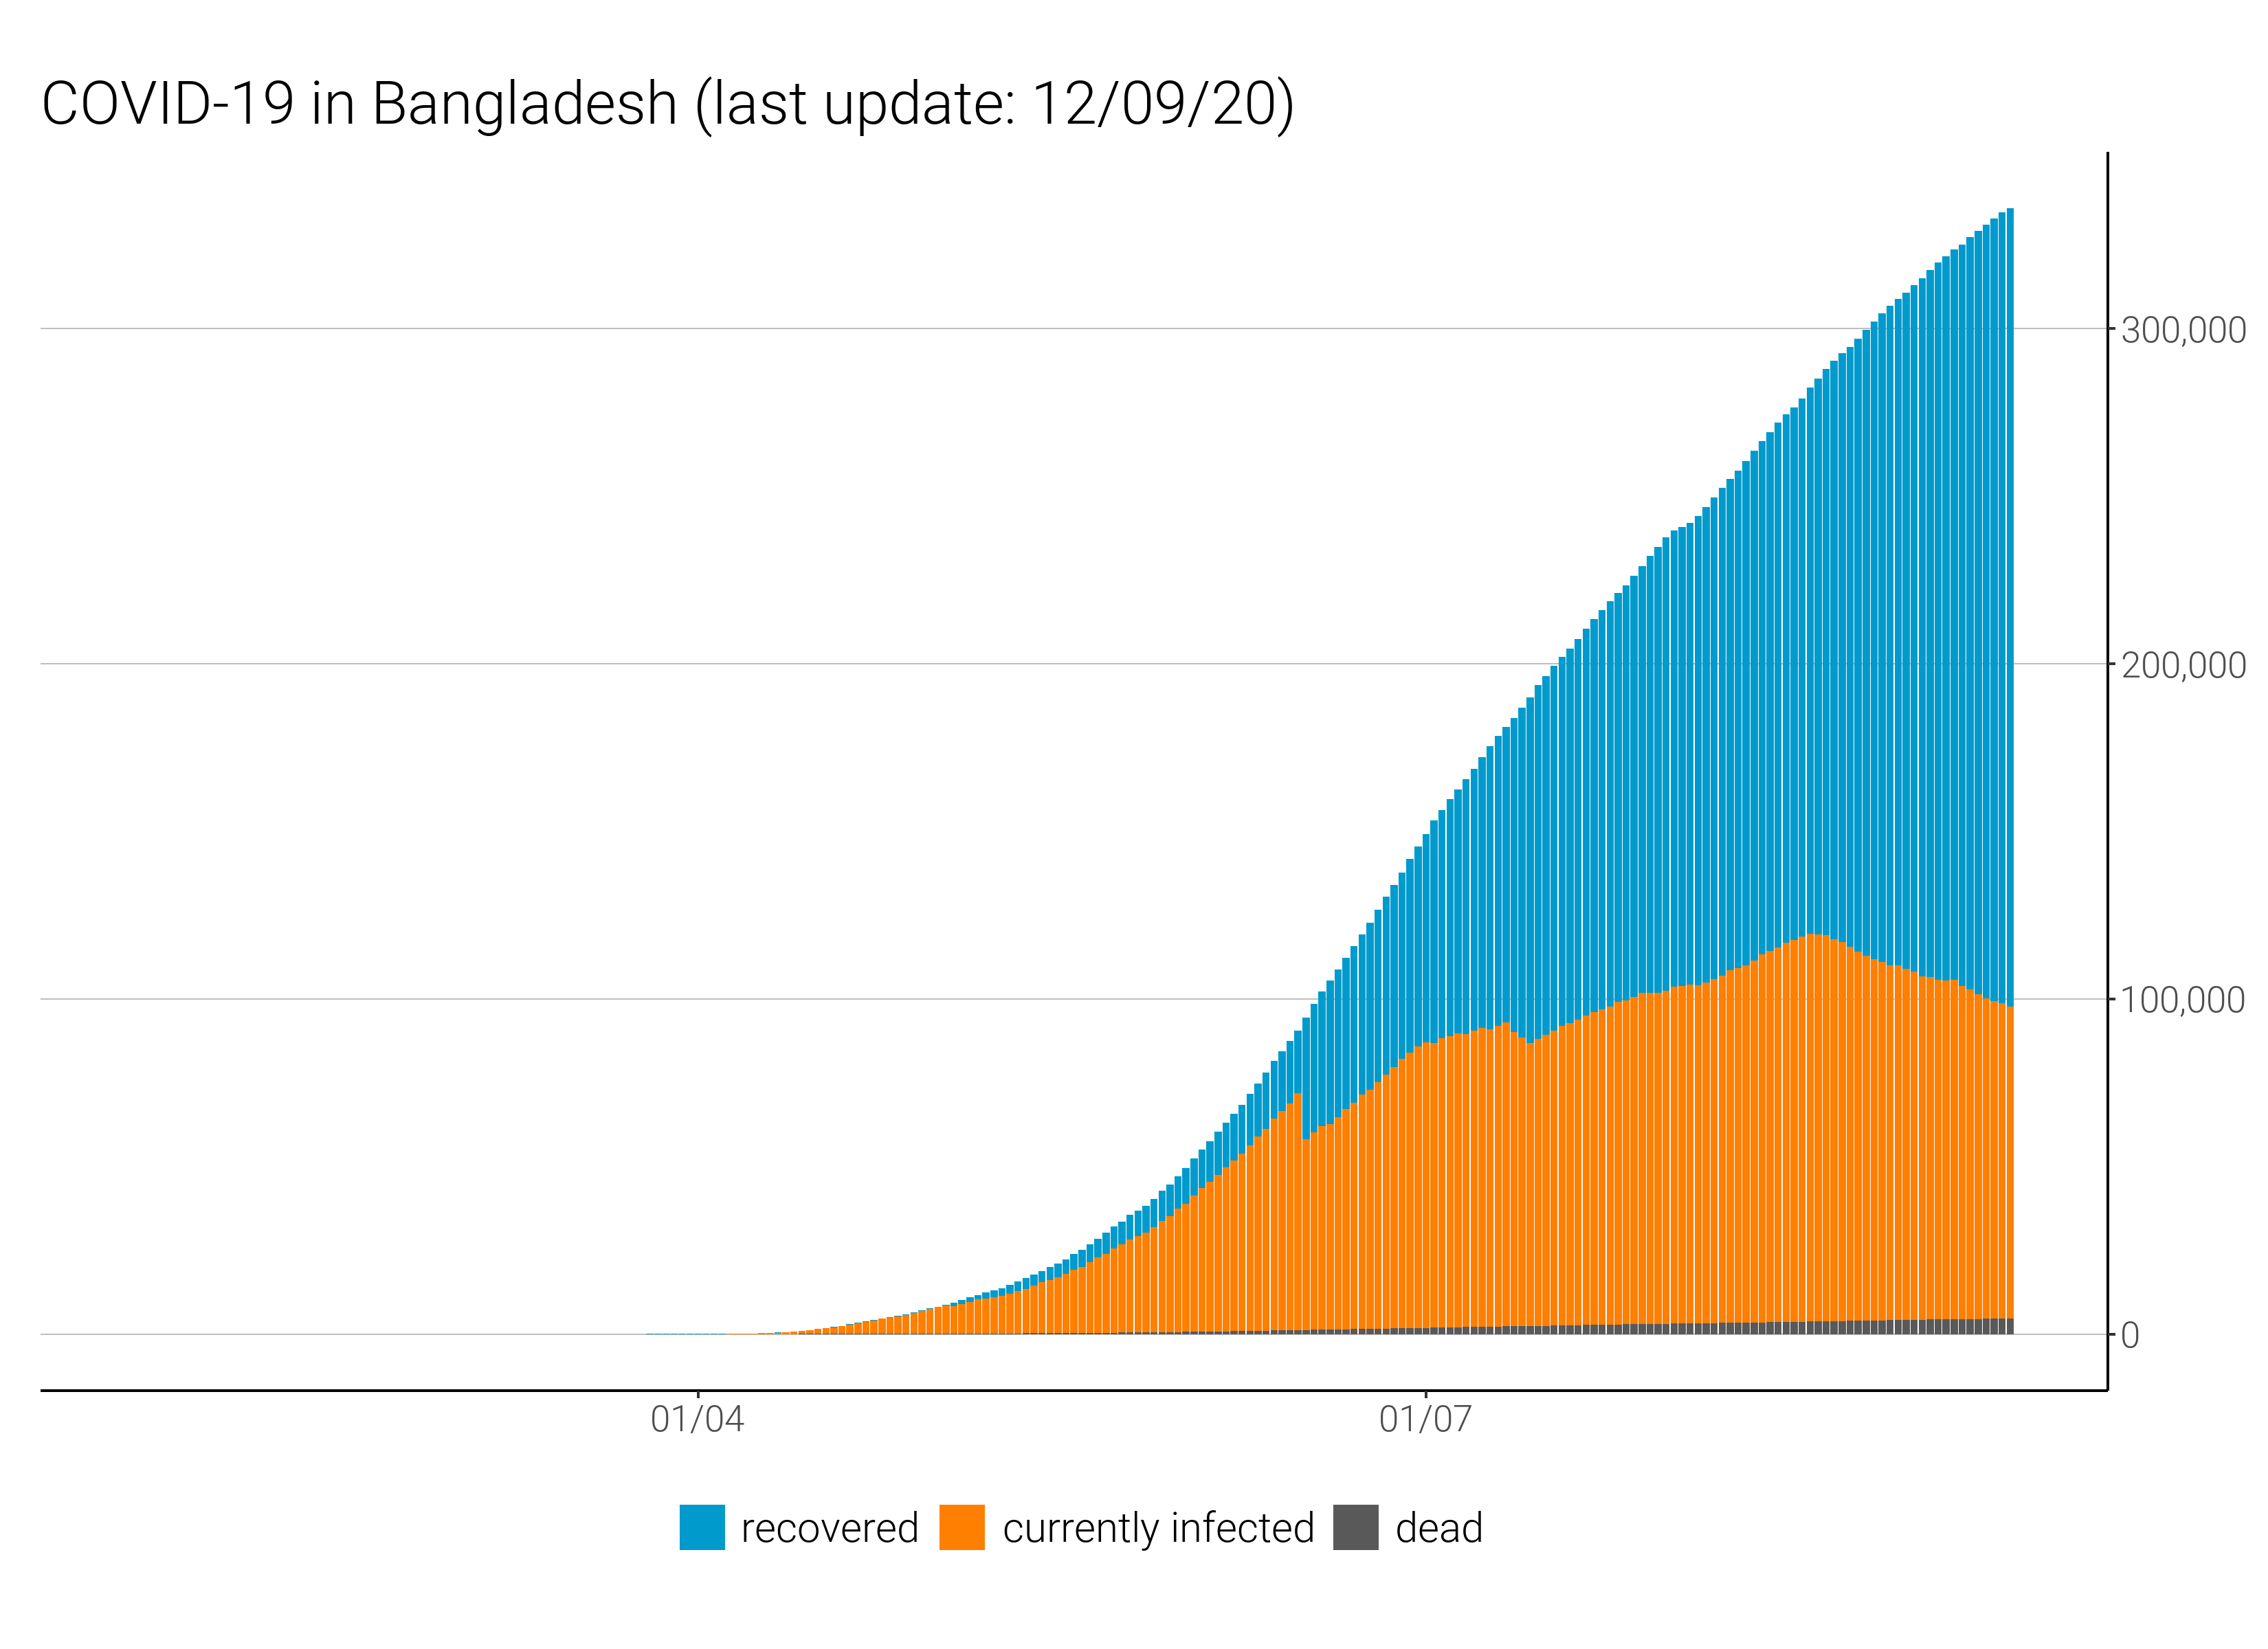 COVID-19 in Bangladesh (last update: 12/09/20)
300,000
200,000
100,000
0
01/04 01/07
recovered currently infected dead